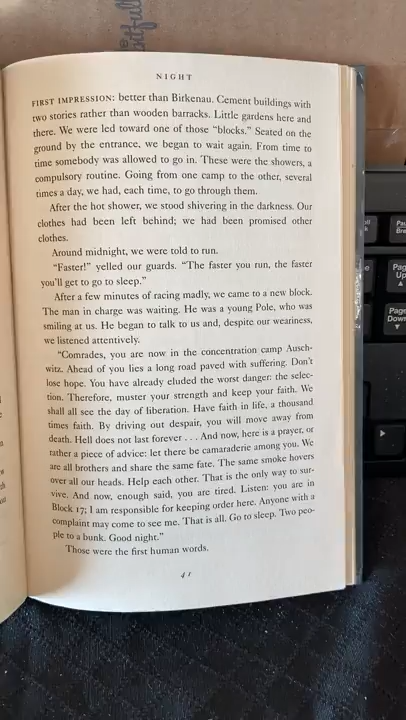 NIGHT
FIRST IMPRESSION: better than Birkenau. Cement buildings with
two stories rather than wooden barracks. Little gardens here and
there. We were led toward one of those “blocks.” Seated on the
ground by the entrance, we began to wait again. From time to
time somebody was allowed to go in. These were the showers, a
compulsory routine. Going from one camp to the other, several
times a day, we had, each time, to go through them.
After the hot shower, we stood shivering in the darkness. Our
clothes had been left behind; we had been promised other
clothes.
Around midnight, we were told to run.
“Faster!” yelled our guards. “The faster you run, the faster
you'll get to go to sleep.”
After a few minutes of racing madly, we came to a new block.
The man in charge was waiting. He was a young Pole, who was
smiling at us. He began to talk to us and, despite our weariness,
we listened attentively.
“Comrades, you are now in the concentration camp Ausch-
witz. Ahead of you lies a long road paved with suffering. Don't
lose hope. You have already eluded the worst danger: the selec-
tion. Therefore, muster your strength and keep your faith. We
shall all see the day of liberation. Have faith in life, a thousand
times faith. By driving out despair, you will move away from
death. Hell does not last forever . . . And now, here is a prayer, or
rather a piece of advice: let there be camaraderie among you. We
are all brothers and share the same fate. The same smoke hovers
over all our heads. Help each other. That is the only way to sur-
vive. And now, enough said, you are tired. Listen: you are in
Block 17; I am responsible for keeping order here. Anyone with a
complaint may come to see me. That is all. Go to sleep. Two peo-
ple to a bunk. Good night.”
Those were the first human words.
41
Page
Up
Page
Down